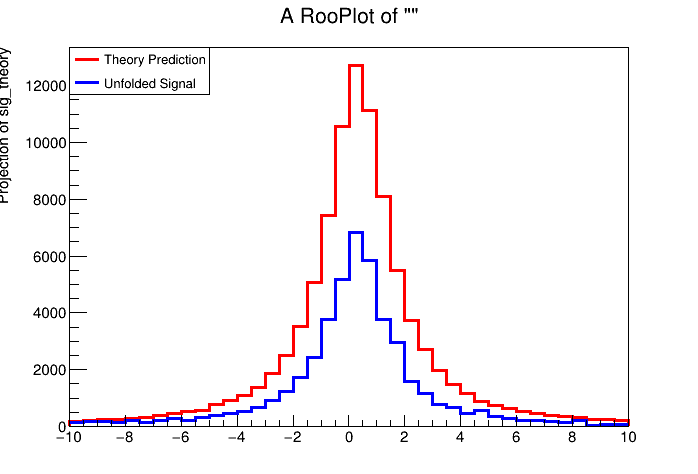 A RooPlot of ""
Projection of sig_theory
Theory Prediction
Unfolded Signal
12000
10000
8000
6000
4000
2000
0
−10 −8 −6 −4 −2 0 2 4 6 8 10